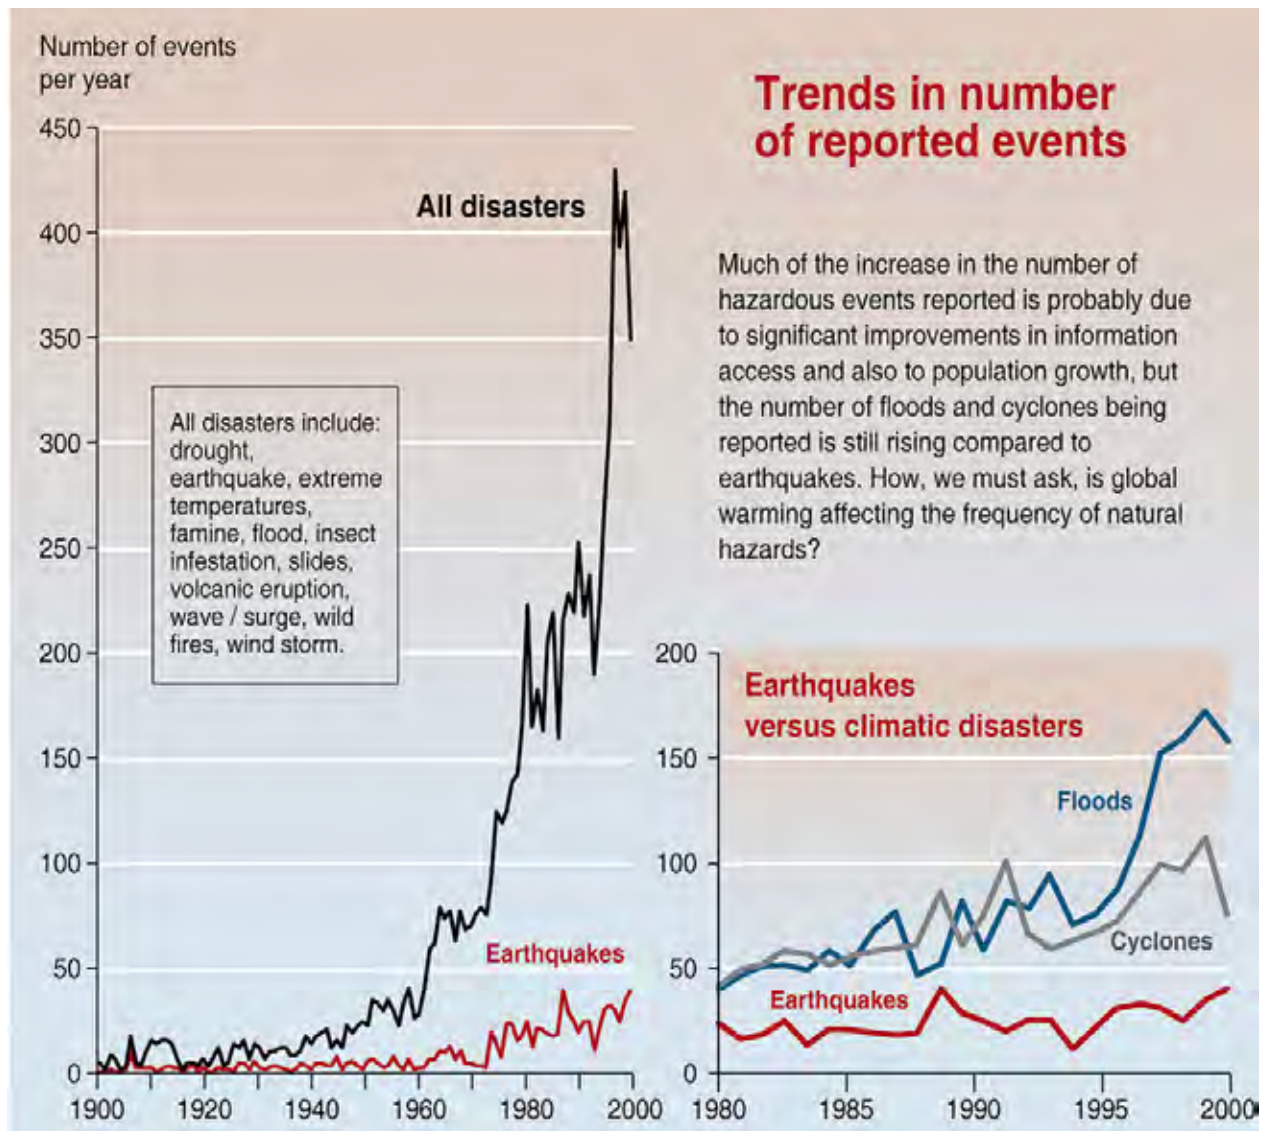 Number of events
per year
Trends in number
of reported events
450
400
350
300
250
200
150
100
50
0
All disasters
All disasters include:
drought,
earthquake, extreme
temperatures,
famine, flood, insect
infestation, slides,
volcanic eruption,
wave / surge, wild
fires, wind storm.
Earthquakes
1900
1920
1940
1960
1980
2000
Much of the increase in the number of
hazardous events reported is probably due
to significant improvements in information
access and also to population growth, but
the number of floods and cyclones being
reported is still rising compared to
earthquakes. How, we must ask, is global
warming affecting the frequency of natural
hazards?
200
150
100
50
0
Earthquakes
versus climatic disasters
Floods
Cyclones
Earthquakes
1980
1985
1990
1995
2000